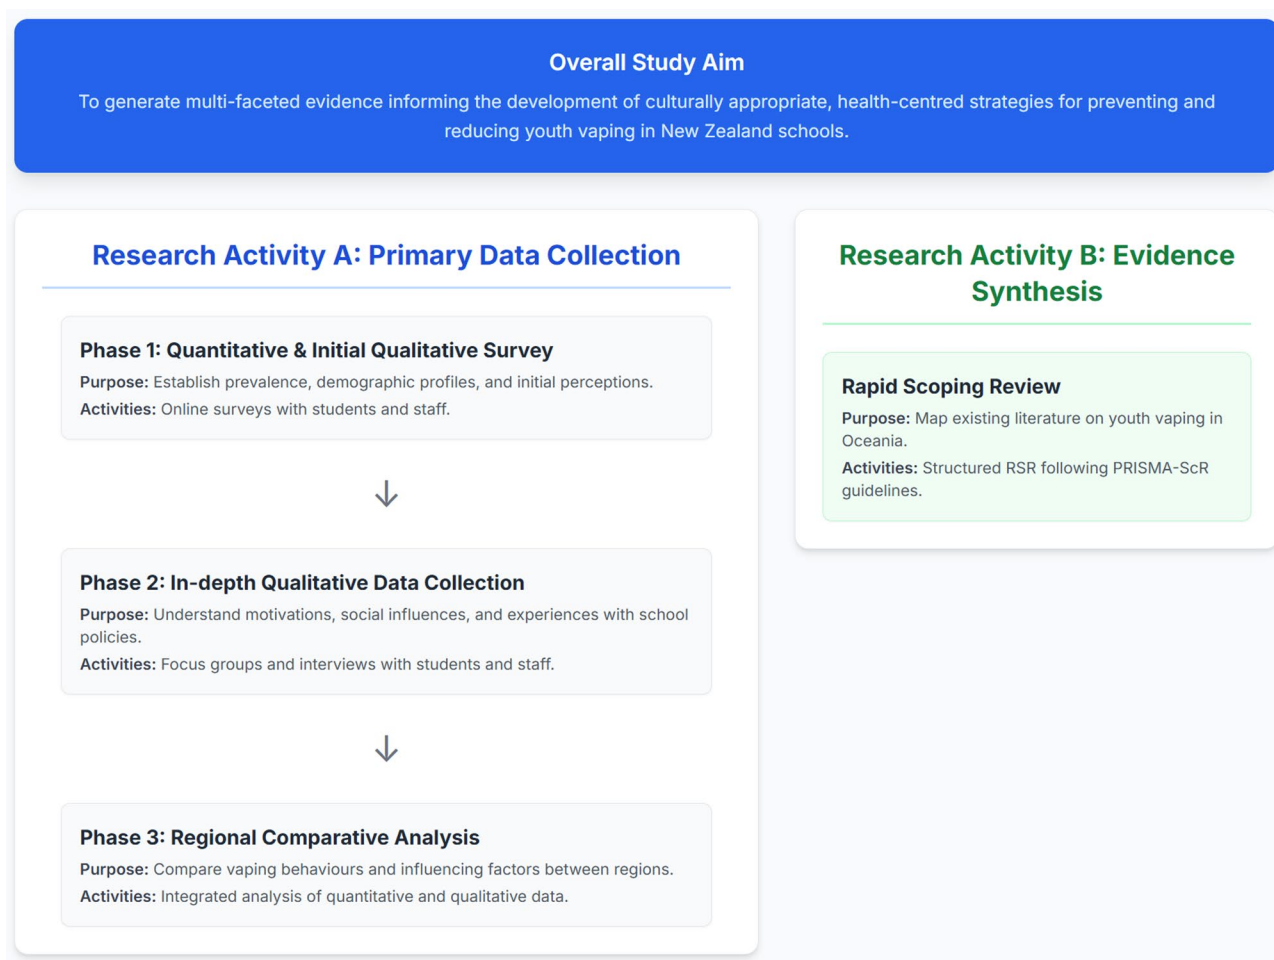 Overall Study Aim
To generate multi-faceted evidence informing the development of culturally appropriate, health-centred strategies for preventing and
reducing youth vaping in New Zealand schools.
Research Activity A: Primary Data Collection
Phase 1: Quantitative & Initial Qualitative Survey
Purpose: Establish prevalence, demographic profiles, and initial perceptions.
Activities: Online surveys with students and staff.
Phase 2: In-depth Qualitative Data Collection
Purpose: Understand motivations, social influences, and experiences with school
policies.
Activities: Focus groups and interviews with students and staff.
Phase 3: Regional Comparative Analysis
Purpose: Compare vaping behaviours and influencing factors between regions.
Activities: Integrated analysis of quantitative and qualitative data.
Research Activity B: Evidence
Synthesis
Rapid Scoping Review
Purpose: Map existing literature on youth vaping in
Oceania.
Activities: Structured RSR following PRISMA-ScR
guidelines.